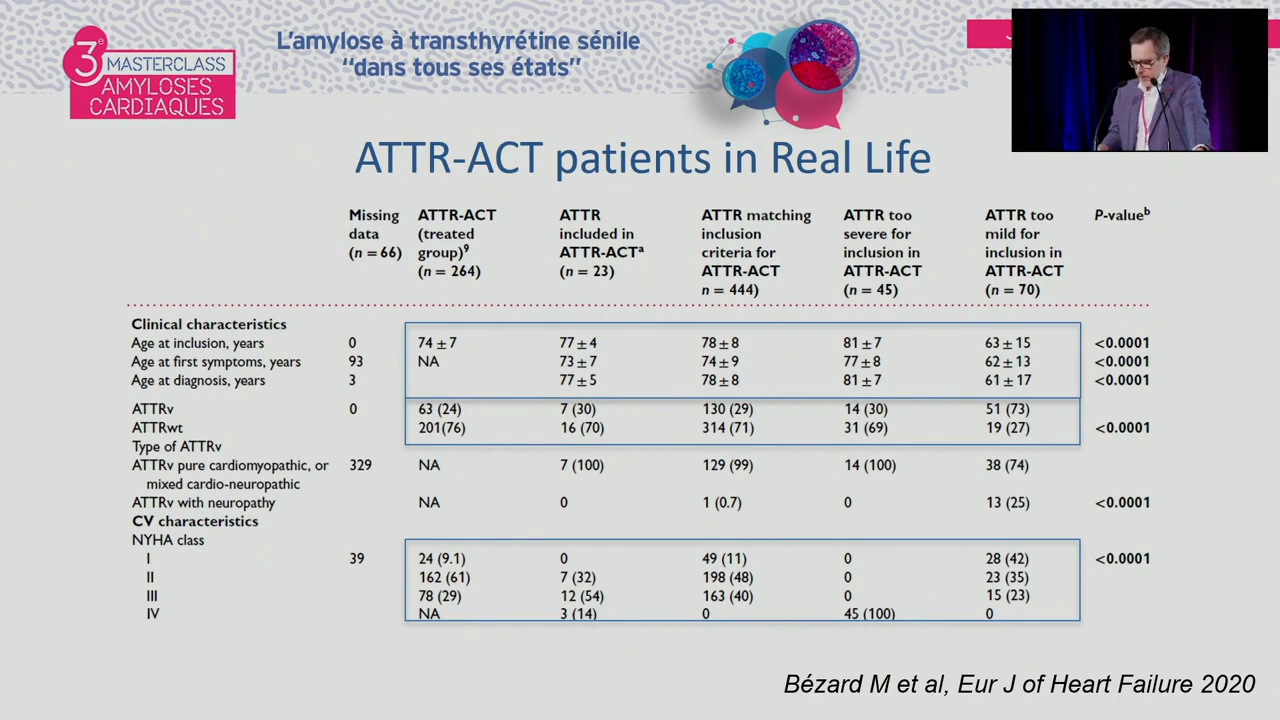 3e MASTERCLASS
AMYLOSES
CARDIAQUES
L'amylose à transthyrétine sénile
“dans tous ses états”
ATTR-ACT patients in Real Life
Missing data (n = 66) ATTR-ACT (treated group)⁹ (n = 264) ATTR included in ATTR-ACTᵃ (n = 23) ATTR matching inclusion criteria for ATTR-ACT n = 444) ATTR too severe for inclusion in ATTR-ACT (n = 45) ATTR too mild for inclusion in ATTR-ACT (n = 70) P-valueᵇ
Clinical characteristics
Age at inclusion, years 0 74 ± 7 77 ± 4 78 ± 8 81 ± 7 63 ± 15 <0.0001
Age at first symptoms, years 93 NA 73 ± 7 74 ± 9 77 ± 8 62 ± 13 <0.0001
Age at diagnosis, years 3 77 ± 5 78 ± 8 81 ± 7 61 ± 17 <0.0001
ATTRv 0 63 (24) 7 (30) 130 (29) 14 (30) 51 (73)
ATTRwt 201(76) 16 (70) 314 (71) 31 (69) 19 (27) <0.0001
Type of ATTRv
ATTRv pure cardiomyopathic, or 329 NA 7 (100) 129 (99) 14 (100) 38 (74)
mixed cardio-neuropathic
ATTRv with neuropathy NA 0 1 (0.7) 0 13 (25) <0.0001
CV characteristics
NYHA class
I 39 24 (9.1) 0 49 (11) 0 28 (42) <0.0001
II 162 (61) 7 (32) 198 (48) 0 23 (35)
III 78 (29) 12 (54) 163 (40) 0 15 (23)
IV NA 3 (14) 0 45 (100) 0
Bézard M et al, Eur J of Heart Failure 2020